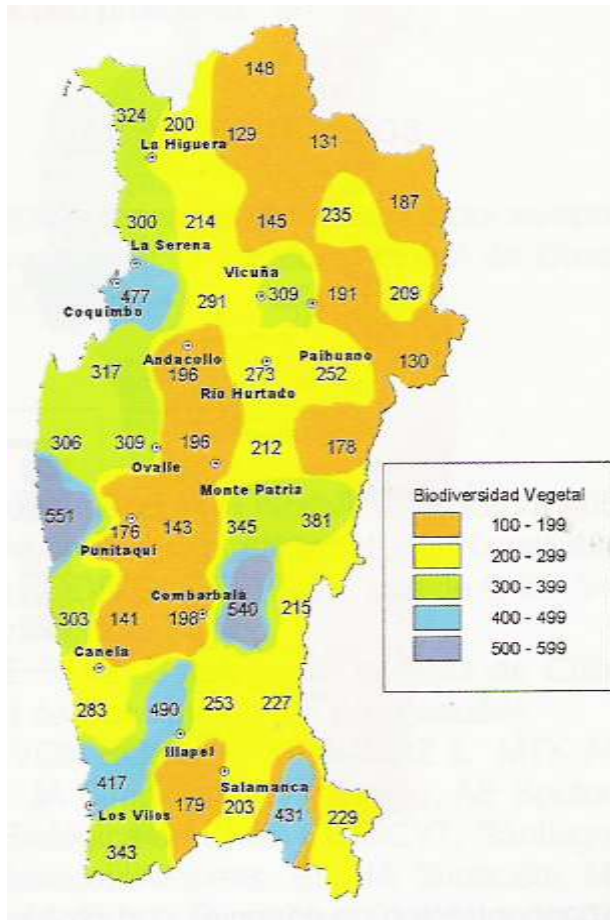 148
324
200
129
131
La Higuera
187
300
214
145
235
La Serena
Vicuña
477
291
309
191
209
Coquimbo
Andacollo
Paihuano
130
317
196
273
252
Rio Hurtado
306
309
196
212
178
Ovalle
Monte Patria
551
176
143
345
381
Punitaqui
Combarbala
303
141
198
540
215
Canela
283
490
253
227
Illapel
417
Salamanca
Los Vilos
179
203
431
229
343
Biodiversidad Vegetal
100 - 199
200 - 299
300 - 399
400 - 499
500 - 599